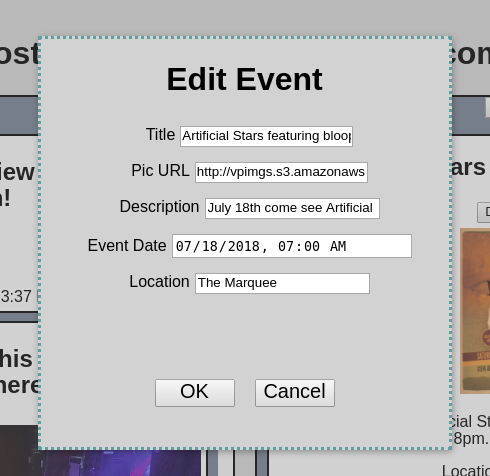 Edit Event
Title Artificial Stars featuring bloop
Pic URL http://vpimgs.s3.amazonaws
Description July 18th come see Artificial
Event Date 07/18/2018, 07:00 AM
Location The Marquee
OK Cancel
ost
com
iew
n!
3:37
his
here
ars
D
cial St
8pm.
Locatio